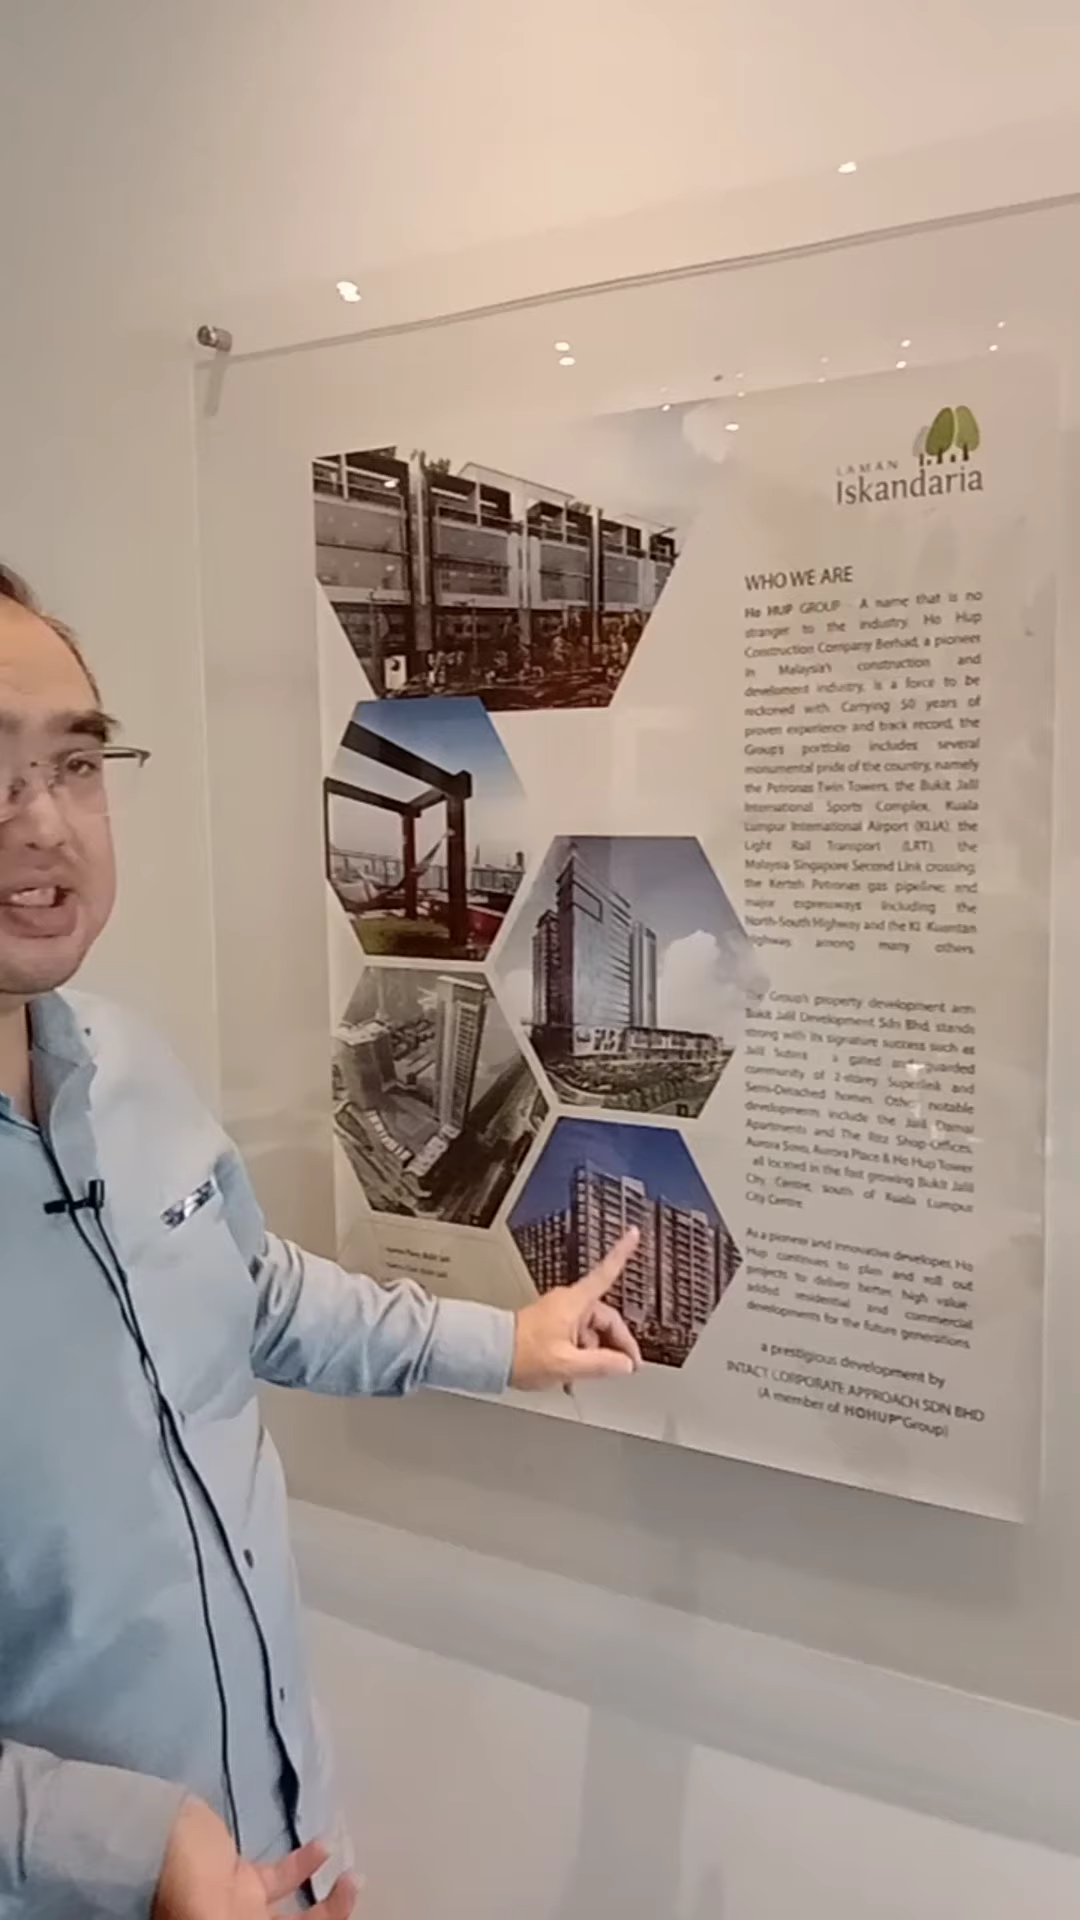 LAMAN
Iskandaria
WHO WE ARE
Ho HUP GROUP - A name that is no
stranger to the industry. Ho Hup
Construction Company Berhad, a pioneer
in Malaysia's construction and
develoment industry, is a force to be
reckoned with. Carrying 50 years of
proven experience and track record, the
Group's portfolio includes several
monumental pride of the country, namely
the Petronas Twin Towers, the Bukit Jalil
International Sports Complex, Kuala
Lumpur International Airport (KLIA), the
Light Rail Transport (LRT), the
Malaysia-Singapore Second Link crossing,
the Kerteh Petronas gas pipeline; and
major expressways including the
North-South Highway and the KL-Kuantan
Highway, among many others.
The Group's property development arm
Bukit Jalil Development Sdn Bhd, stands
strong with its signature success such as
Jalil Sutera - a gated and guarded
community of 2-storey Superlink and
Semi-Detached homes. Other notable
developments include the Jalil Damai
Apartments and The Ritz Shop-Offices,
Aurora Sovo, Aurora Place & Ho Hup Tower
- all located in the fast growing Bukit Jalil
City Centre, south of Kuala Lumpur
City Centre.
As a pioneer and innovative developer, Ho
Hup continues to plan and roll out
projects to deliver better, high value-
added residential and commercial
developments for the future generations.
a prestigious development by
INTACT CORPORATE APPROACH SDN BHD
(A member of HOHUP Group)